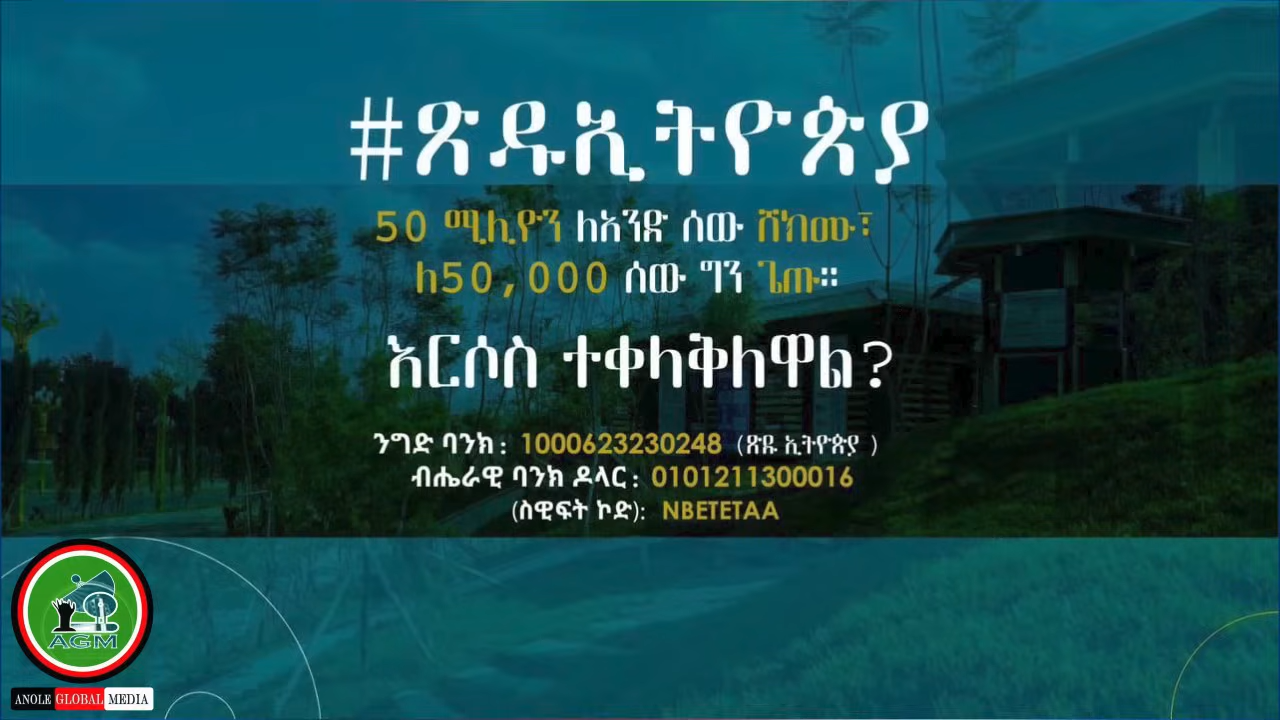 #ጽዱኢትዮጵያ
50 ሚሊዮን ለአንድ ሰው ሸክሙ፣
ለ50,000 ሰው ግን ጌጡ።
እርሶስ ተቀላቅለዋል?
ንግድ ባንክ: 1000623230248 (ጽዱ ኢትዮጵያ )
ብሔራዊ ባንክ ዶላር: 0101211300016
(ስዊፍት ኮድ): NBETETAA
AGM
ANOLE GLOBAL MEDIA